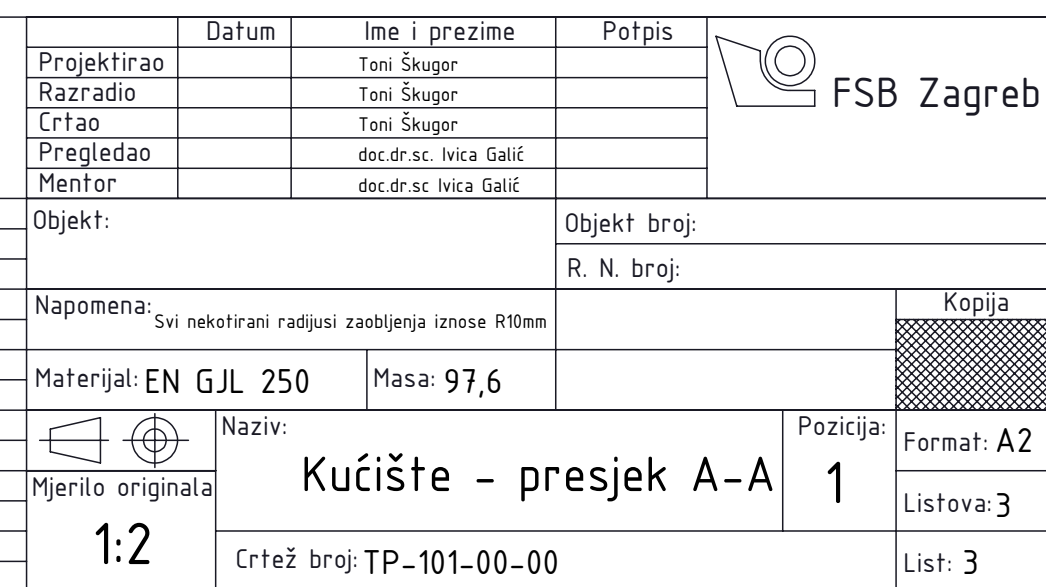 Datum Ime i prezime Potpis
Projektirao Toni Škugor
Razradio Toni Škugor
Crtao Toni Škugor
Pregledao doc.dr.sc. Ivica Galić
Mentor doc.dr.sc Ivica Galić
FSB Zagreb
Objekt:
Objekt broj:
R. N. broj:
Napomena: Svi nekotirani radijusi zaobljenja iznose R10mm
Kopija
Materijal: EN GJL 250 Masa: 97,6
Naziv:
Kućište - presjek A-A
Pozicija:
1
Format: A2
Mjerilo originala
1:2
Listova: 3
Crtež broj: TP-101-00-00
List: 3